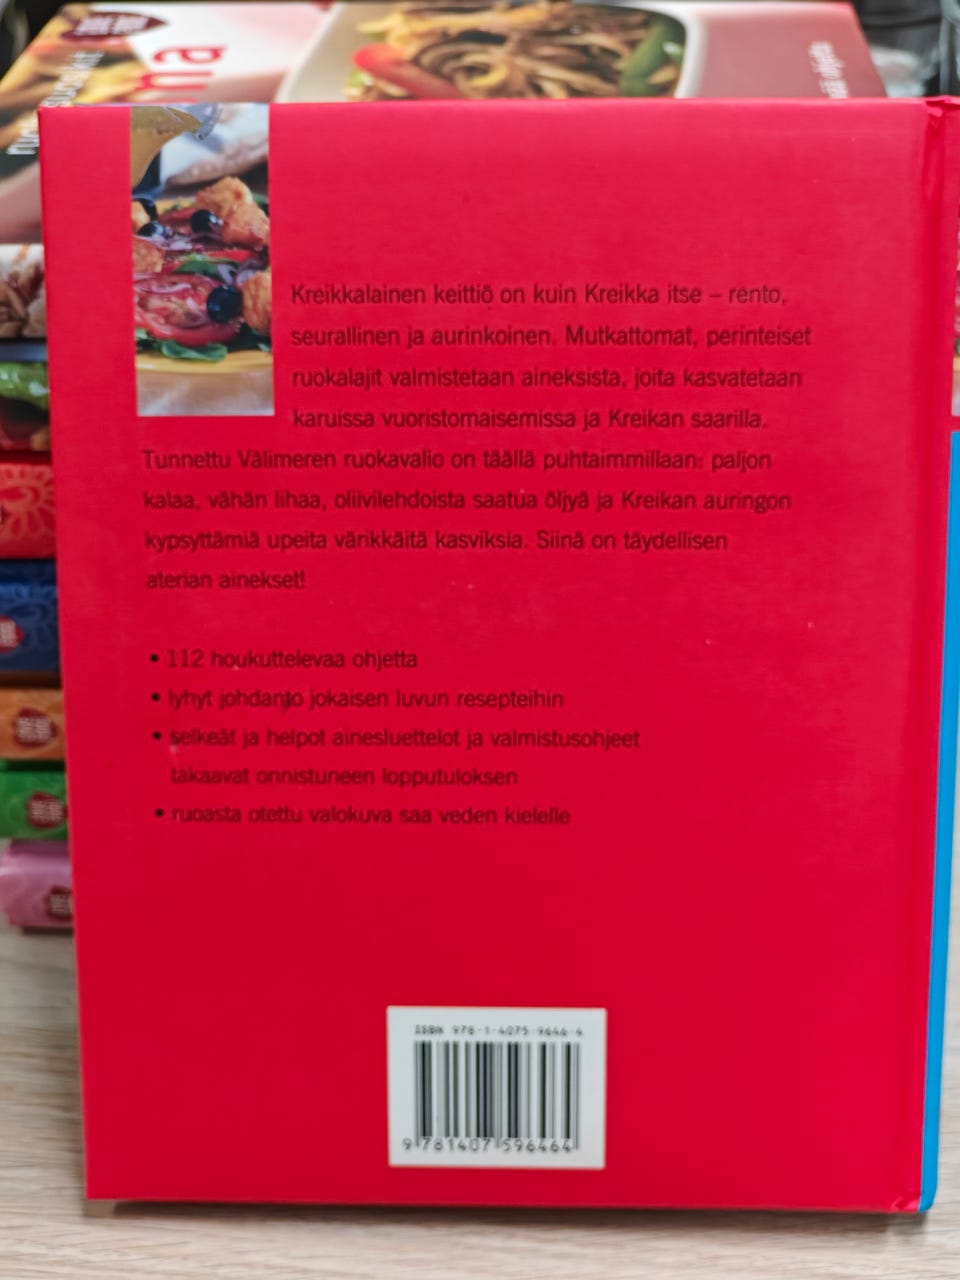 na
Kreikkalainen keittiö on kuin Kreikka itse – rento,
seurallinen ja aurinkoinen. Mutkattomat, perinteiset
ruokalajit valmistetaan aineksista, joita kasvatetaan
karuissa vuoristomaisemissa ja Kreikan saarilla.
Tunnettu Välimeren ruokavalio on täällä puhtaimmillaan: paljon
kalaa, vähän lihaa, oliivilehdoista saatua öljyä ja Kreikan auringon
kypsyttämiä upeita värikkäitä kasviksia. Siinä on täydellisen
aterian ainekset!
• 112 houkuttelevaa ohjetta
• lyhyt johdanto jokaisen luvun resepteihin
• selkeät ja helpot ainesluettelot ja valmistusohjeet
takaavat onnistuneen lopputuloksen
• ruoasta otettu valokuva saa veden kielelle
ISBN 978-1-4075-9646-4
9 781407 596464